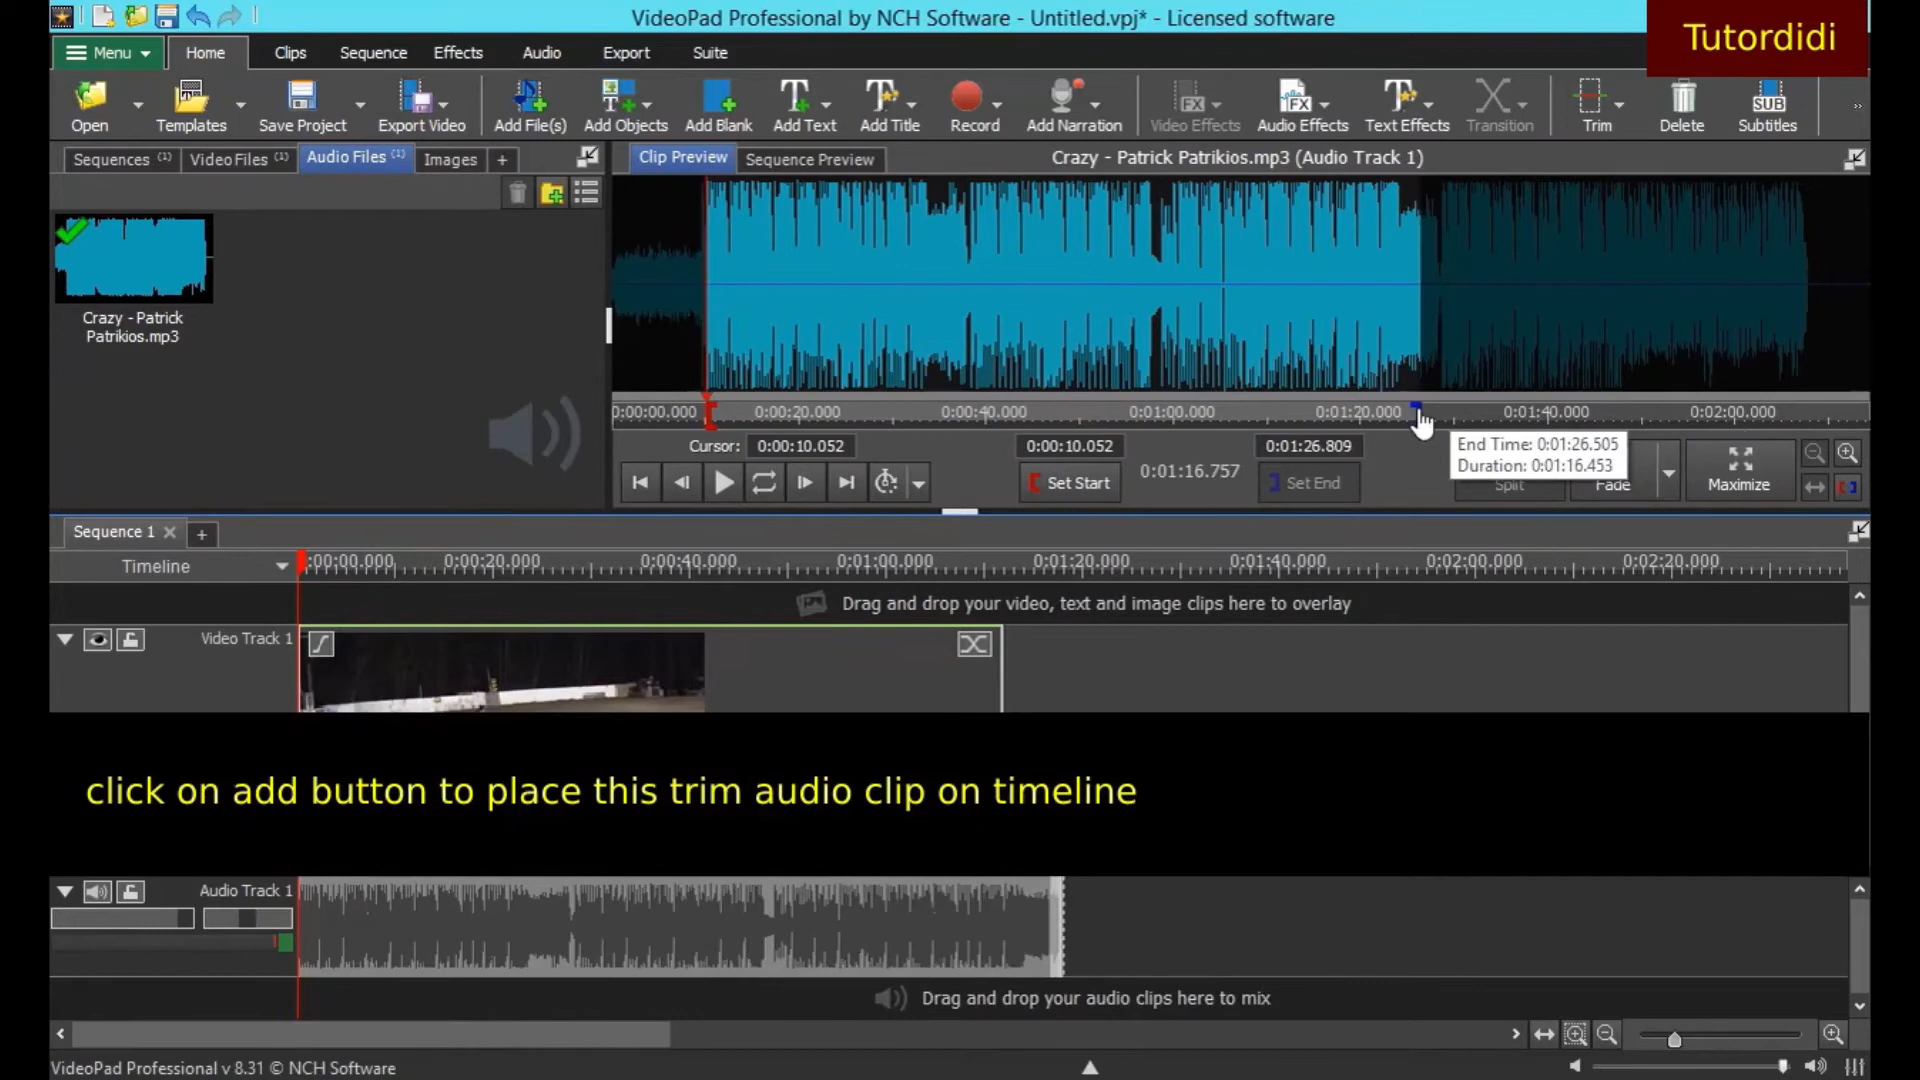 VideoPad Professional by NCH Software - Untitled.vpj* - Licensed software
Tutordidi
Menu Home Clips Sequence Effects Audio Export Suite
Open Templates Save Project Export Video Add File(s) Add Objects Add Blank Add Text Add Title Record Add Narration Video Effects Audio Effects Text Effects Transition Trim Delete Subtitles
Sequences (1) Video Files (1) Audio Files (1) Images +
Clip Preview Sequence Preview Crazy - Patrick Patrikios.mp3 (Audio Track 1)
Crazy - Patrick
Patrikios.mp3
0:00:00.000 0:00:20.000 0:00:40.000 0:01:00.000 0:01:20.000 0:01:40.000 0:02:00.000
Cursor: 0:00:10.052 0:00:10.052 0:01:26.809
End Time: 0:01:26.505
Duration: 0:01:16.453
Set Start 0:01:16.757 Set End Split Fade Maximize
Sequence 1 +
Timeline :00:00.000 0:00:20.000 0:00:40.000 0:01:00.000 0:01:20.000 0:01:40.000 0:02:00.000 0:02:20.000
Drag and drop your video, text and image clips here to overlay
Video Track 1
click on add button to place this trim audio clip on timeline
Audio Track 1
Drag and drop your audio clips here to mix
VideoPad Professional v 8.31 © NCH Software